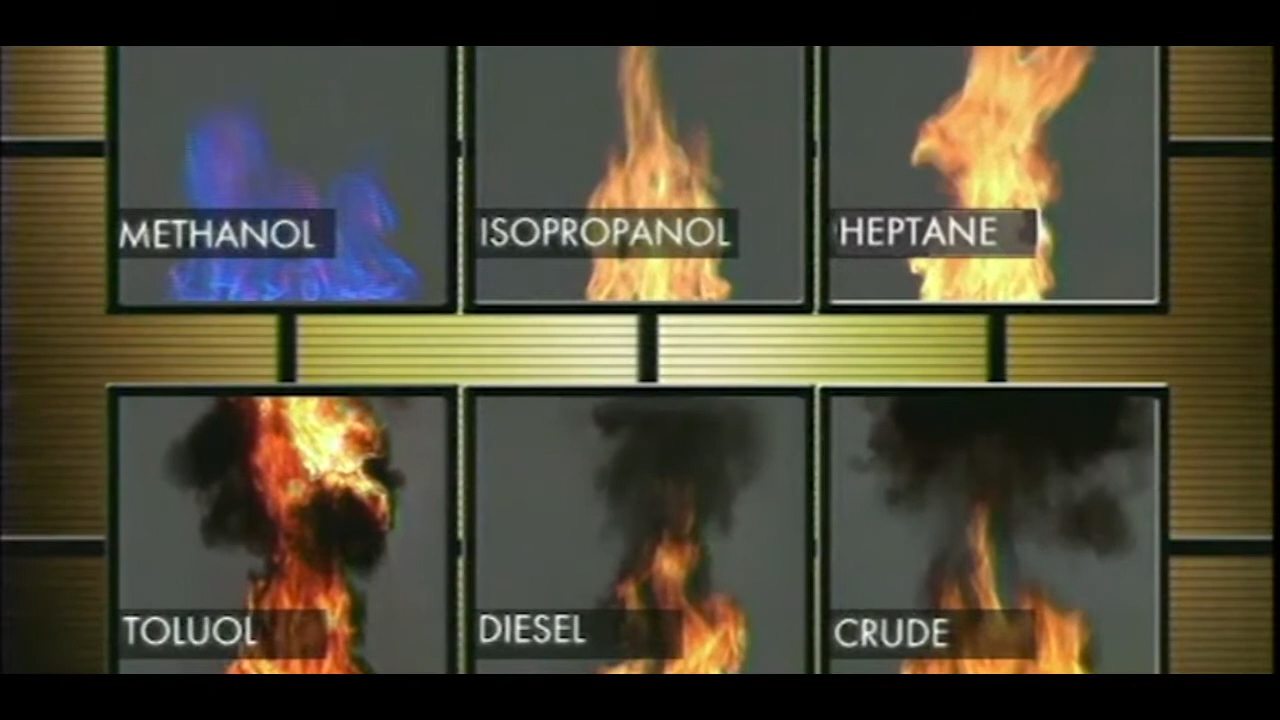 METHANOL
ISOPROPANOL
HEPTANE
TOLUOL
DIESEL
CRUDE